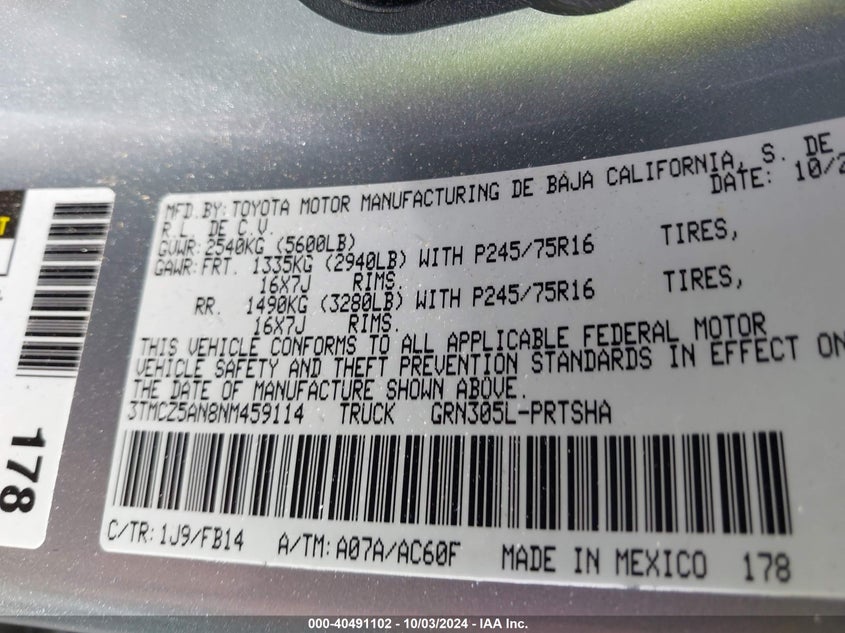 MFD.BY: TOYOTA MOTOR MANUFACTURING DE BAJA CALIFORNIA, S. DE
R.L. DE C.V. DATE: 10/2
GVWR: 2540KG (5600LB)
GAWR: FRT. 1335KG (2940LB) WITH P245/75R16 TIRES,
16X7J RIMS.
RR. 1490KG (3280LB) WITH P245/75R16 TIRES,
16X7J RIMS.
THIS VEHICLE CONFORMS TO ALL APPLICABLE FEDERAL MOTOR
VEHICLE SAFETY AND THEFT PREVENTION STANDARDS IN EFFECT ON
THE DATE OF MANUFACTURE SHOWN ABOVE.
3TMCZ5AN8NM459114 TRUCK GRN305L-PRTSHA
C/TR: 1J9/FB14 A/TM: A07A/AC60F MADE IN MEXICO 178
178
000-40491102 - 10/03/2024 - IAA Inc.